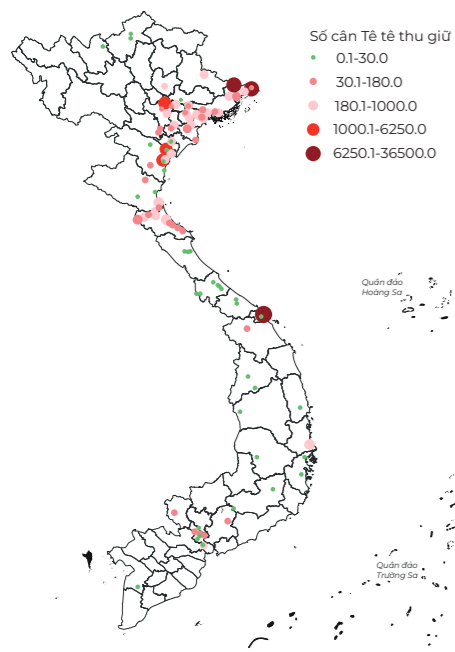 Số cân Tê tê thu giữ
0.1-30.0
30.1-180.0
180.1-1000.0
1000.1-6250.0
6250.1-36500.0
Quần đảo
Hoàng Sa
Quần đảo
Trường Sa